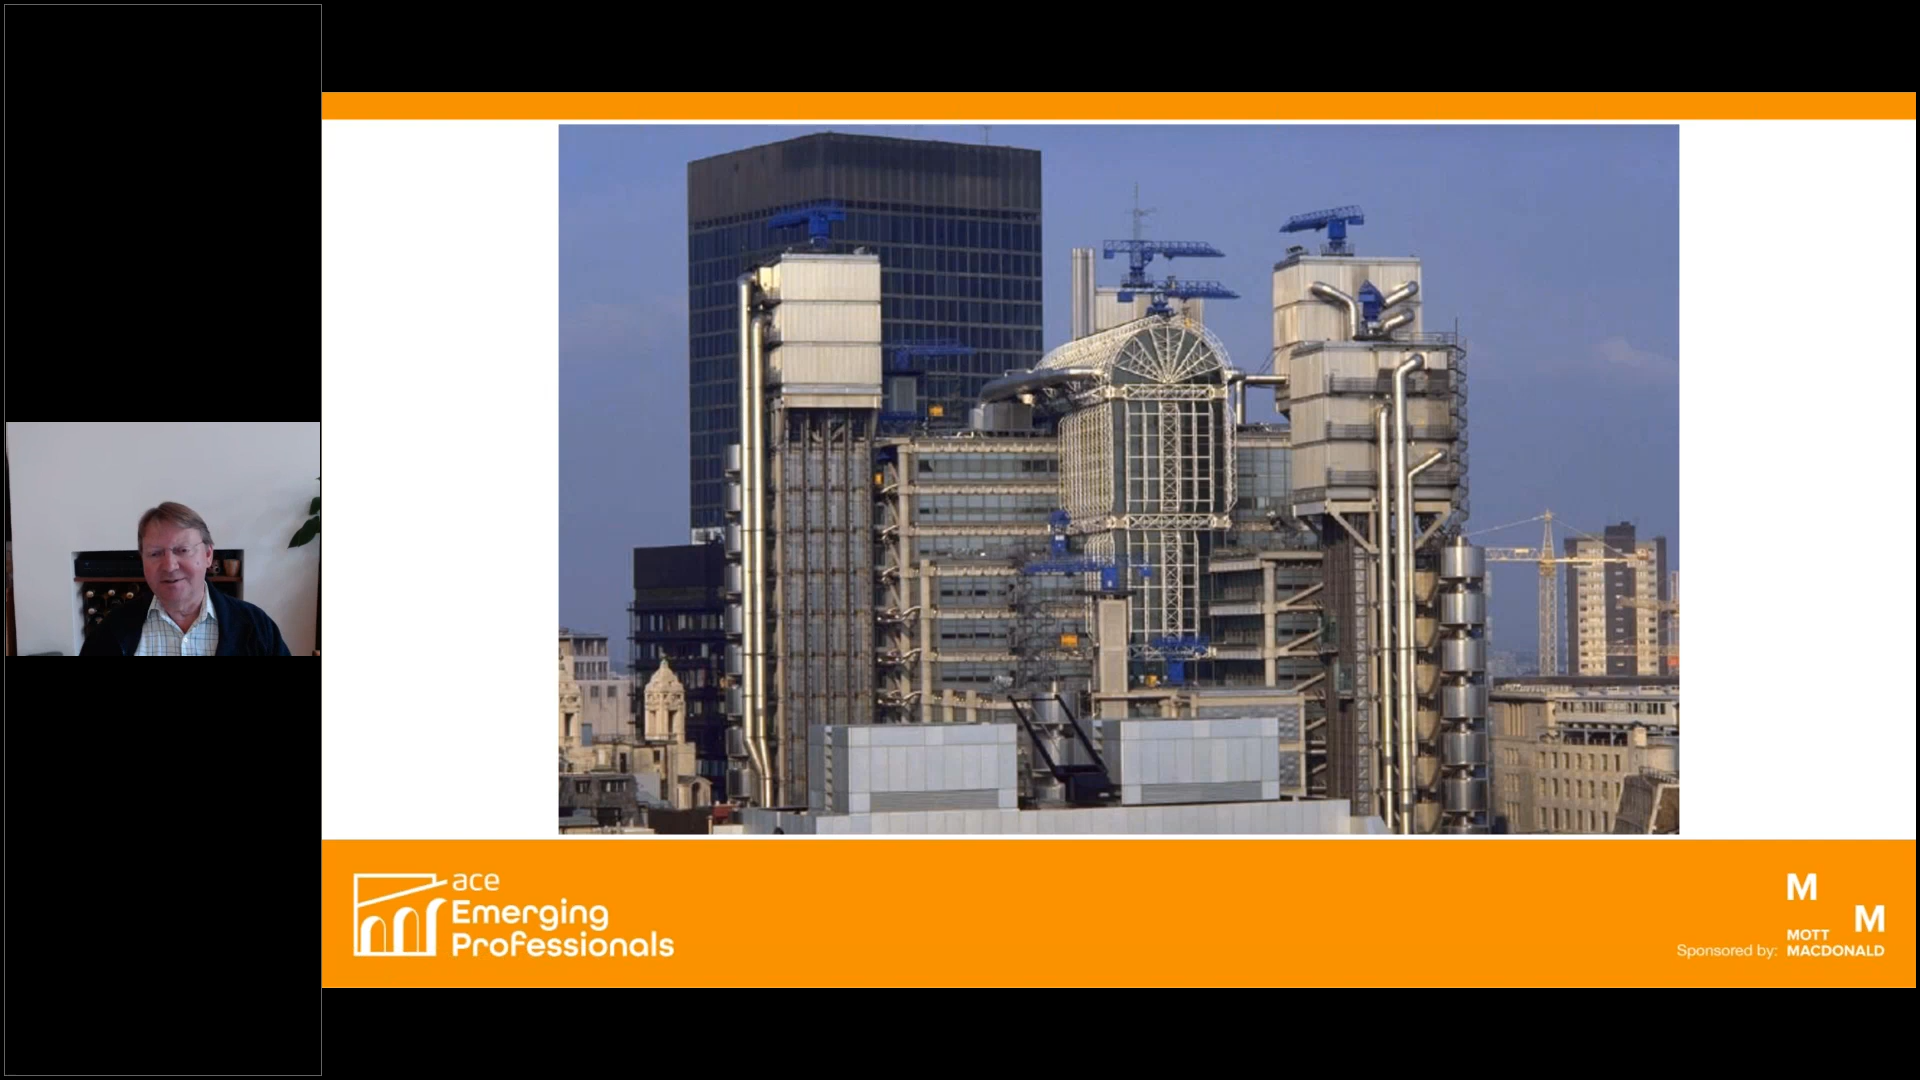 ace
Emerging
Professionals
M
M
MOTT
Sponsored by: MACDONALD